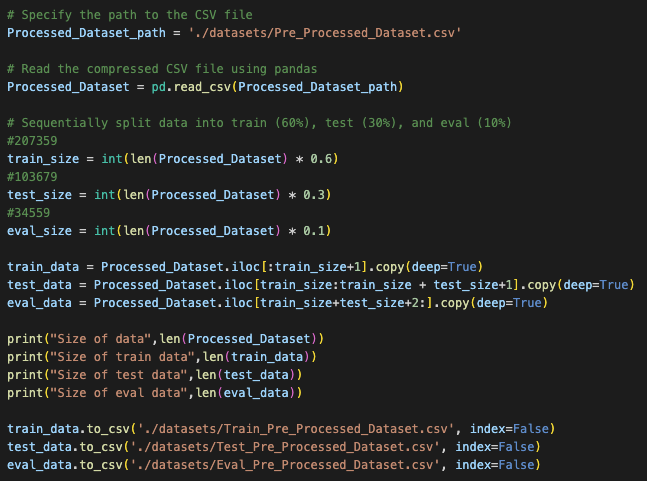 # Specify the path to the CSV file
Processed_Dataset_path = './datasets/Pre_Processed_Dataset.csv'
# Read the compressed CSV file using pandas
Processed_Dataset = pd.read_csv(Processed_Dataset_path)
# Sequentially split data into train (60%), test (30%), and eval (10%)
#207359
train_size = int(len(Processed_Dataset) * 0.6)
#103679
test_size = int(len(Processed_Dataset) * 0.3)
#34559
eval_size = int(len(Processed_Dataset) * 0.1)
train_data = Processed_Dataset.iloc[:train_size+1].copy(deep=True)
test_data = Processed_Dataset.iloc[train_size:train_size + test_size+1].copy(deep=True)
eval_data = Processed_Dataset.iloc[train_size+test_size+2:].copy(deep=True)
print("Size of data",len(Processed_Dataset))
print("Size of train data",len(train_data))
print("Size of test data",len(test_data))
print("Size of eval data",len(eval_data))
train_data.to_csv('./datasets/Train_Pre_Processed_Dataset.csv', index=False)
test_data.to_csv('./datasets/Test_Pre_Processed_Dataset.csv', index=False)
eval_data.to_csv('./datasets/Eval_Pre_Processed_Dataset.csv', index=False)